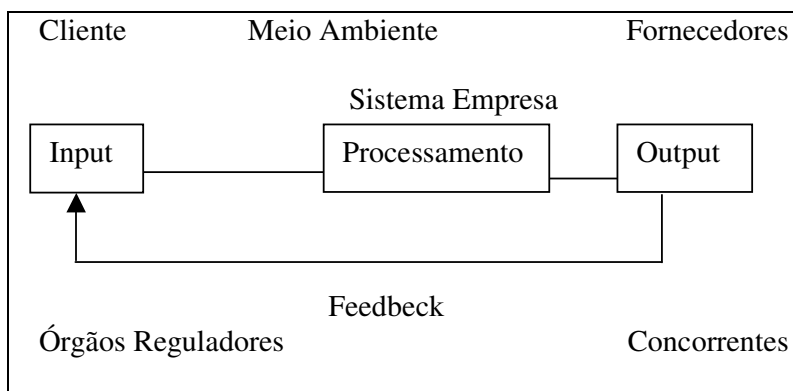 Cliente Meio Ambiente Fornecedores
Sistema Empresa
Input Processamento Output
Feedbeck
Órgãos Reguladores Concorrentes